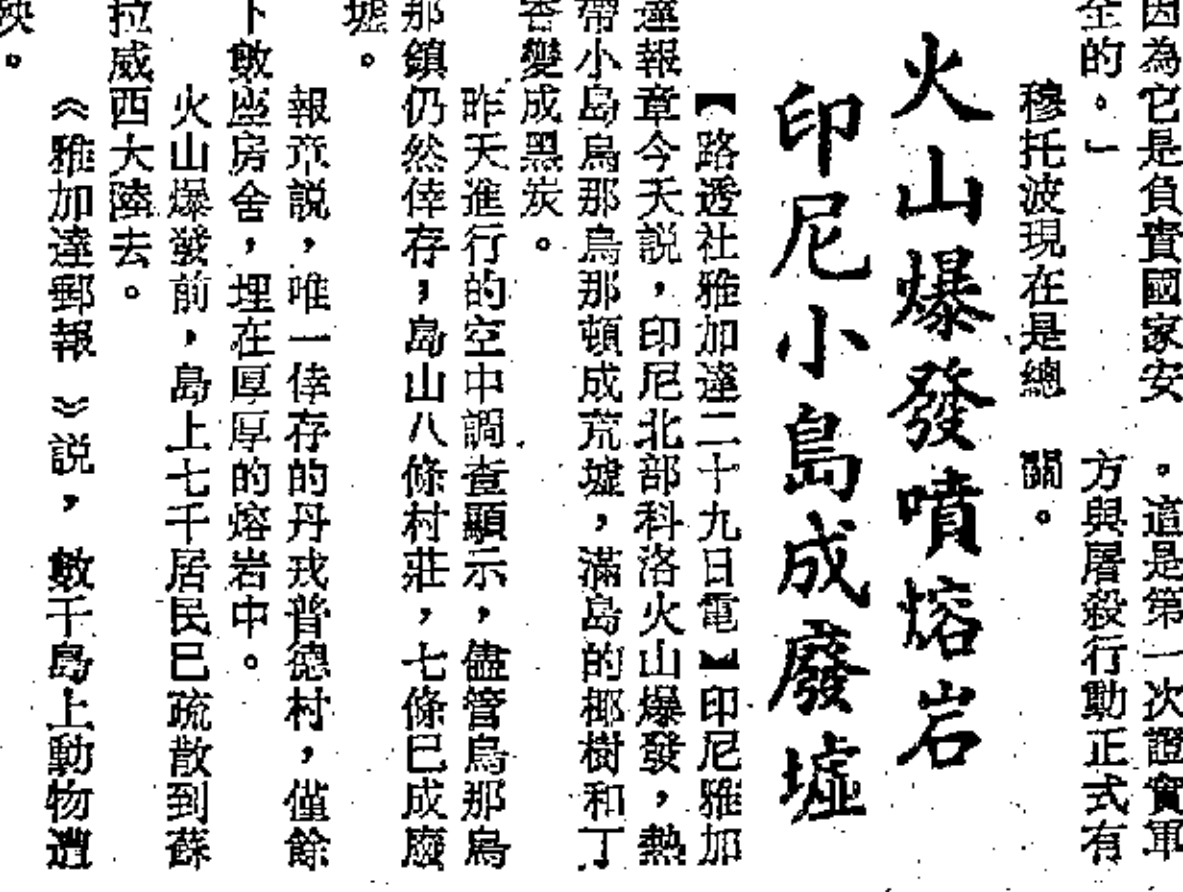 因為它是負責國家安
全的。」
穆托波現在是總
。這是第一次證實軍
方與屠殺行動正式有
關。
火山爆發噴熔岩
印尼小島成廢墟
【路透社雅加達二十九日電】印尼雅加
達報章今天説，印尼北部科洛火山爆發，熱
帶小島烏那烏那頓成荒墟，滿島的椰樹和丁
香變成黑炭。
昨天進行的空中調查顯示，儘管烏那烏
那鎮仍然倖存，島山八條村莊，七條已成廢
墟。
報章説，唯一倖存的丹戎普德村，僅餘
下數座房舍，埋在厚厚的熔岩中。
火山爆發前，島上七千居民已疏散到蘇
拉威西大陸去。
《雅加達郵報》説，數千島上動物遭
殃。